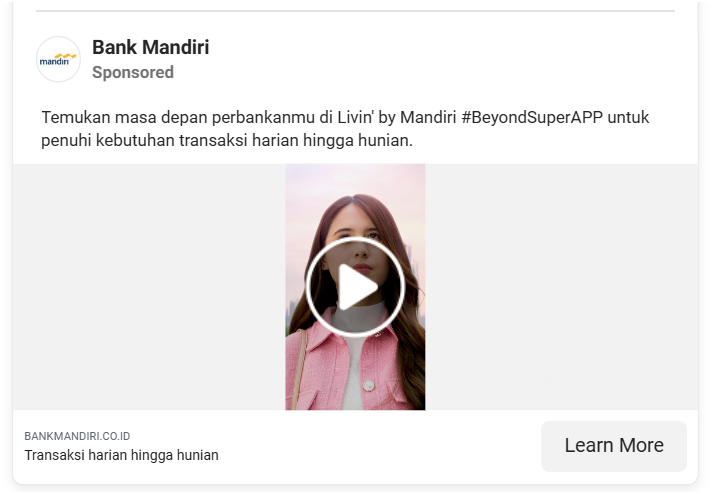 mandiri
Bank Mandiri
Sponsored
Temukan masa depan perbankanmu di Livin' by Mandiri #BeyondSuperAPP untuk
penuhi kebutuhan transaksi harian hingga hunian.
BANKMANDIRI.CO.ID
Transaksi harian hingga hunian
Learn More